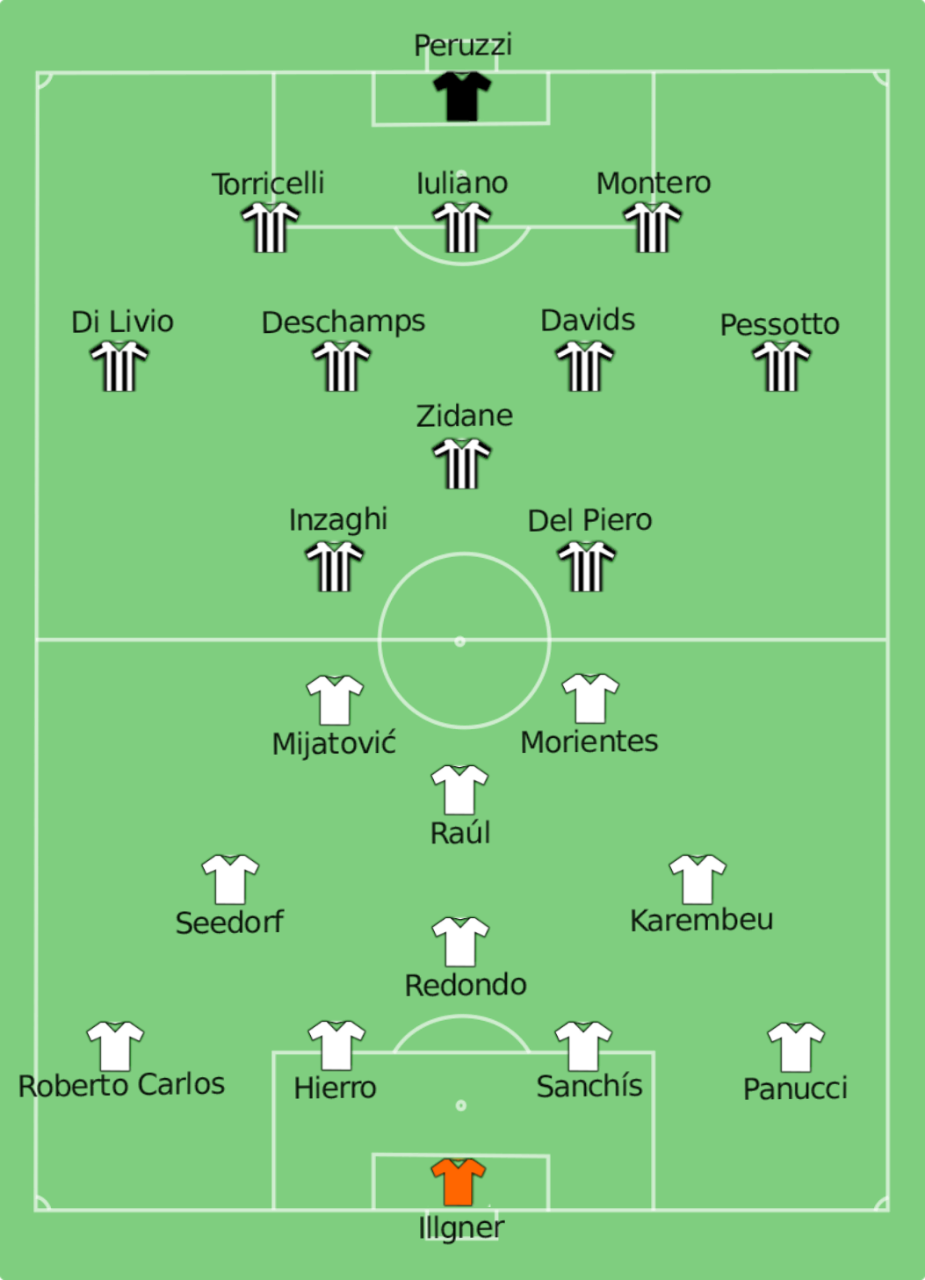 Peruzzi
Torricelli Iuliano Montero
Di Livio Deschamps Davids Pessotto
Zidane
Inzaghi Del Piero
Mijatović Morientes
Raúl
Seedorf Karembeu
Redondo
Roberto Carlos Hierro Sanchís Panucci
Illgner